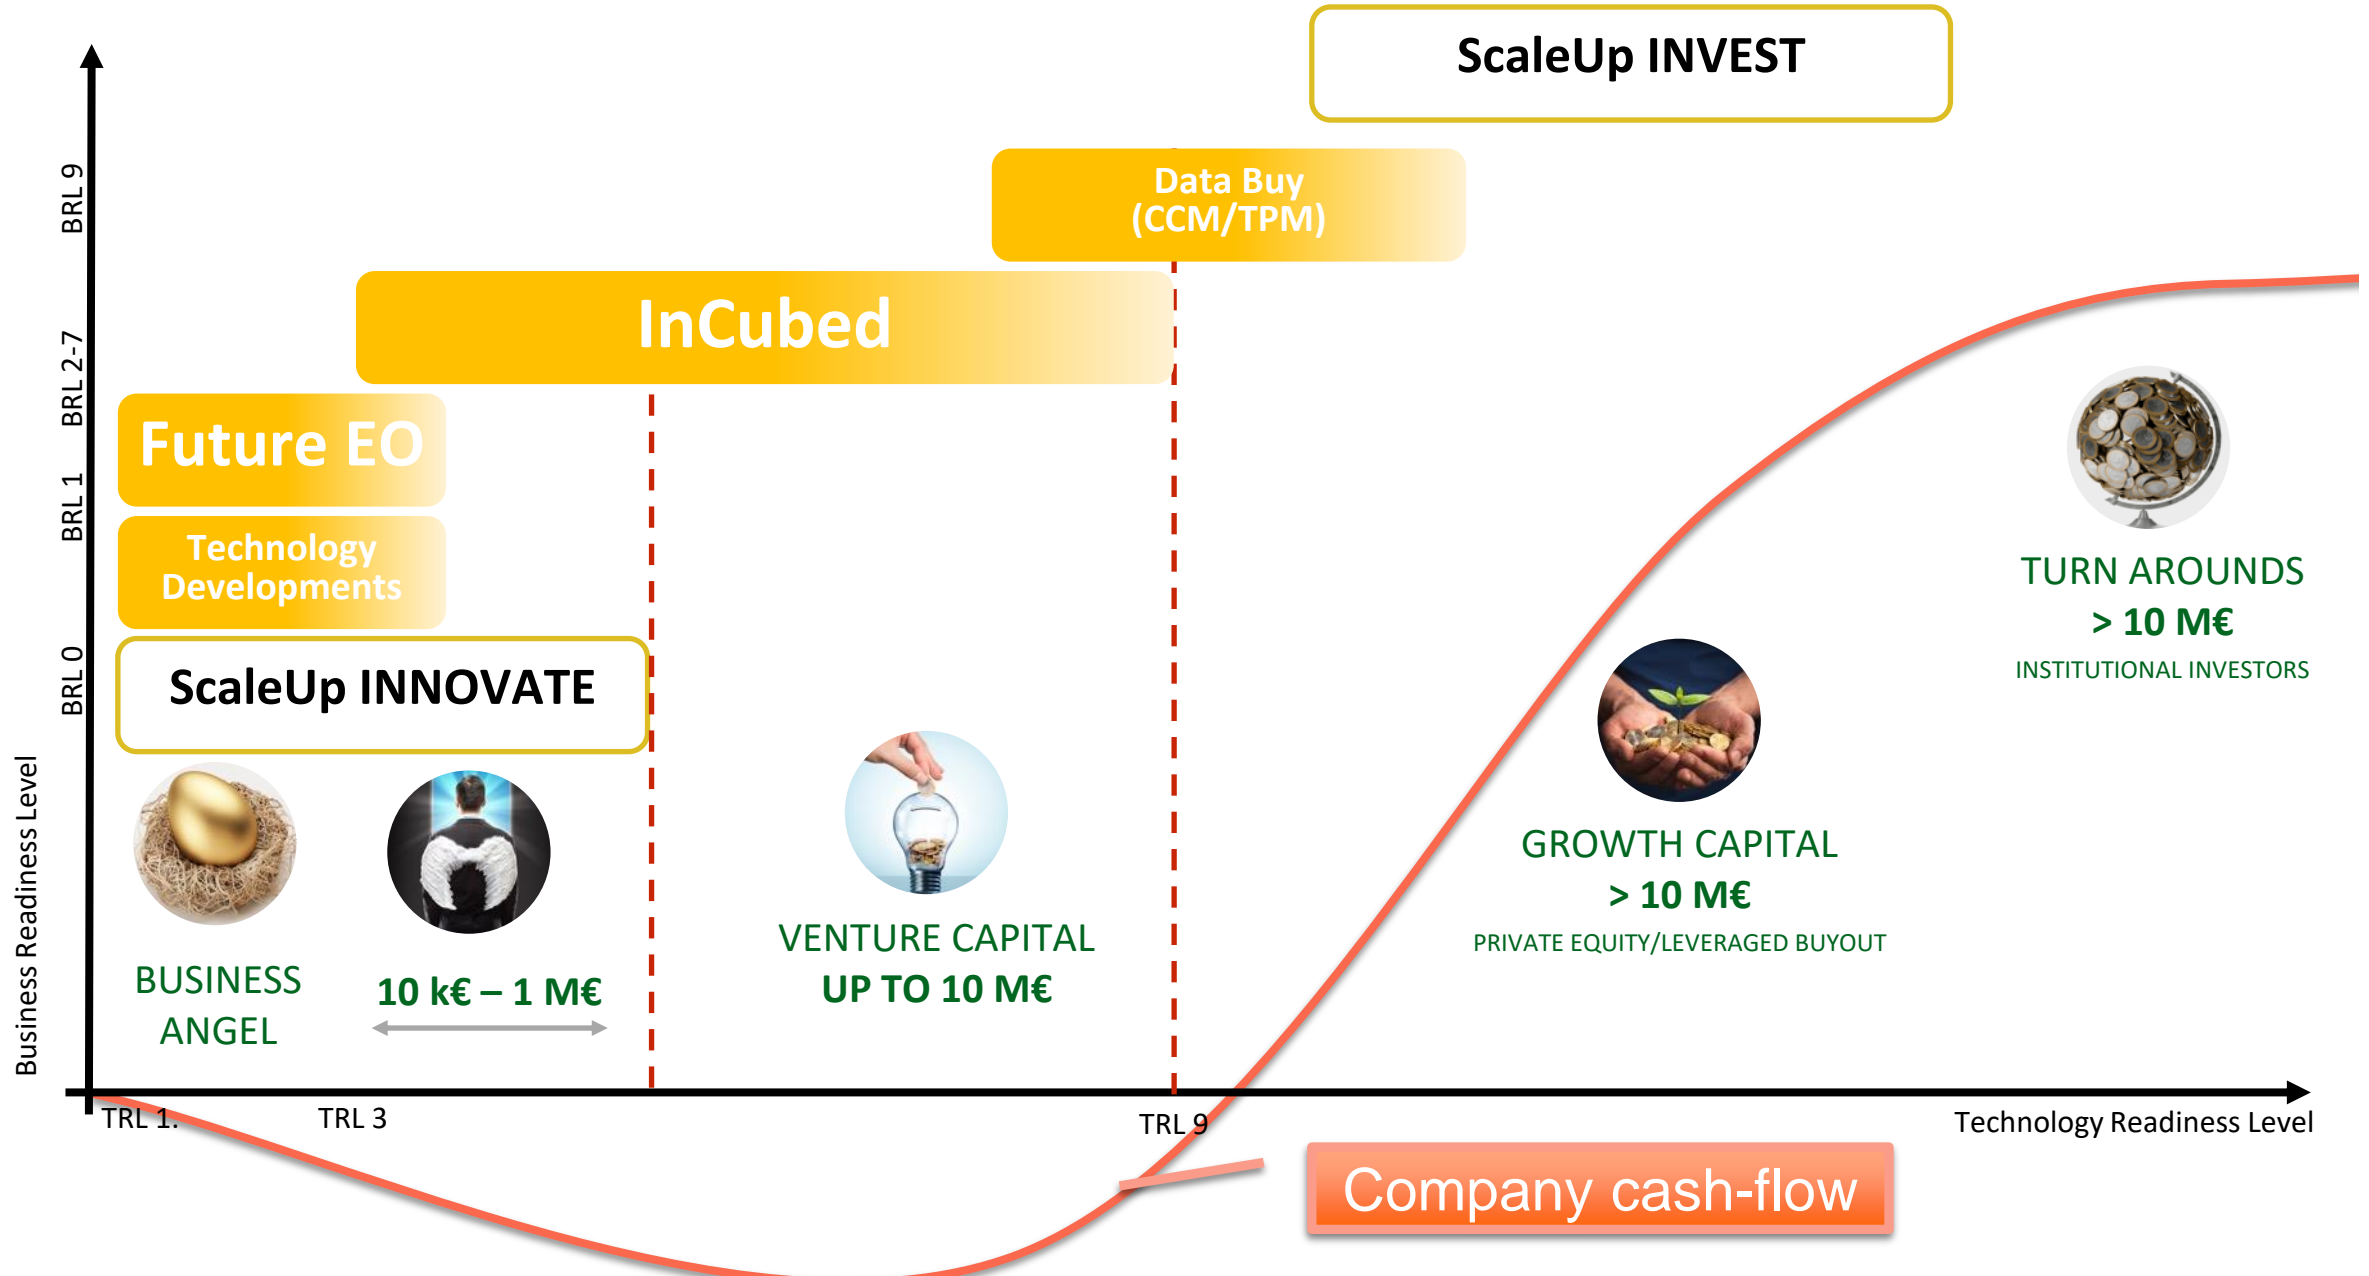 ScaleUp INVEST
BRL 9
Data Buy
(CCM/TPM)
InCubed
BRL 2-7
Future EO
BRL 1
Technology
Developments
BRL 0
ScaleUp INNOVATE
TURN AROUNDS
> 10 M€
INSTITUTIONAL INVESTORS
GROWTH CAPITAL
> 10 M€
PRIVATE EQUITY/LEVERAGED BUYOUT
VENTURE CAPITAL
UP TO 10 M€
BUSINESS
ANGEL
10 k€ – 1 M€
Business Readiness Level
TRL 1.
TRL 3
TRL 9
Technology Readiness Level
Company cash-flow